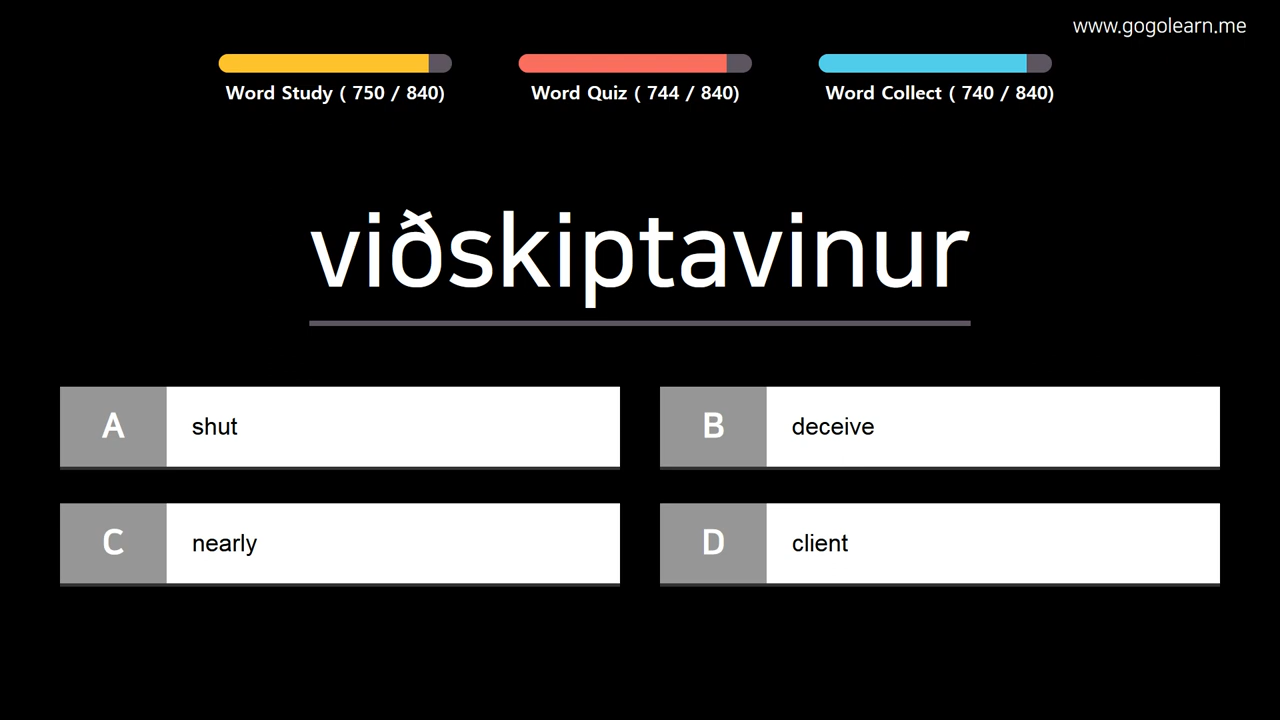 www.gogolearn.me
Word Study ( 750 / 840)
Word Quiz ( 744 / 840)
Word Collect ( 740 / 840)
viðskiptavinur
A shut
B deceive
C nearly
D client